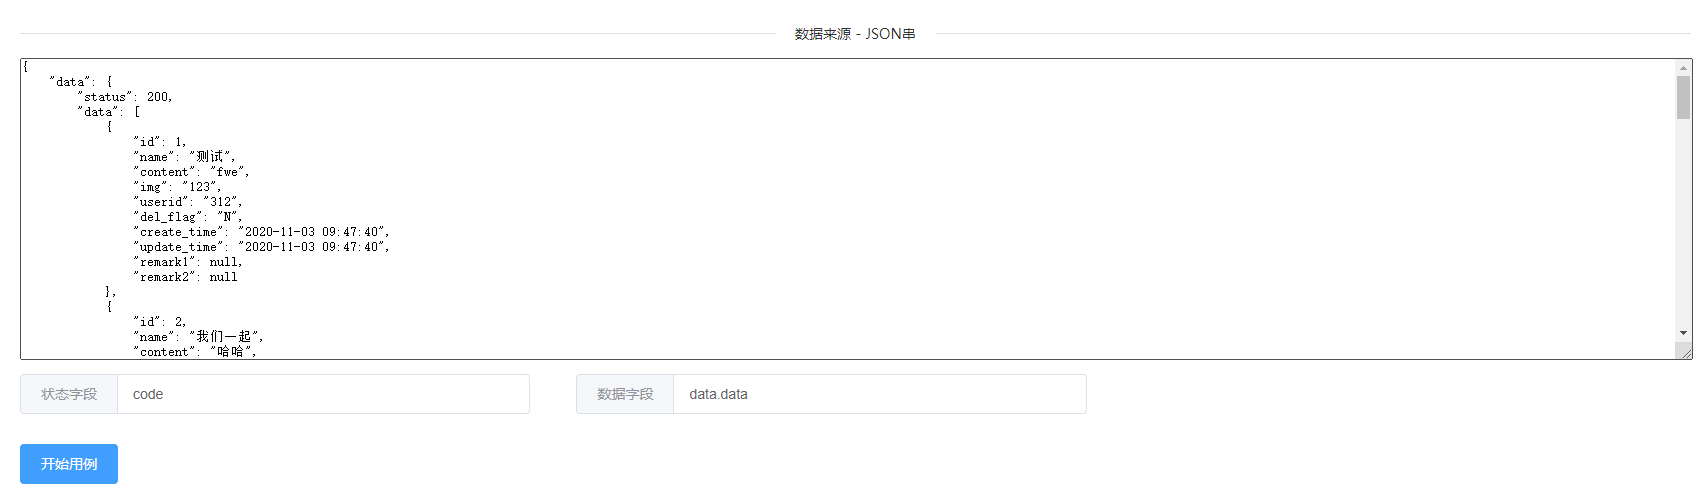 数据来源 - JSON串
{
    "data": {
        "status": 200,
        "data": [
            {
                "id": 1,
                "name": "测试",
                "content": "fwe",
                "img": "123",
                "userid": "312",
                "del_flag": "N",
                "create_time": "2020-11-03 09:47:40",
                "update_time": "2020-11-03 09:47:40",
                "remark1": null,
                "remark2": null
            },
            {
                "id": 2,
                "name": "我们一起",
                "content": "哈哈",
状态字段 code 数据字段 data.data
开始用例